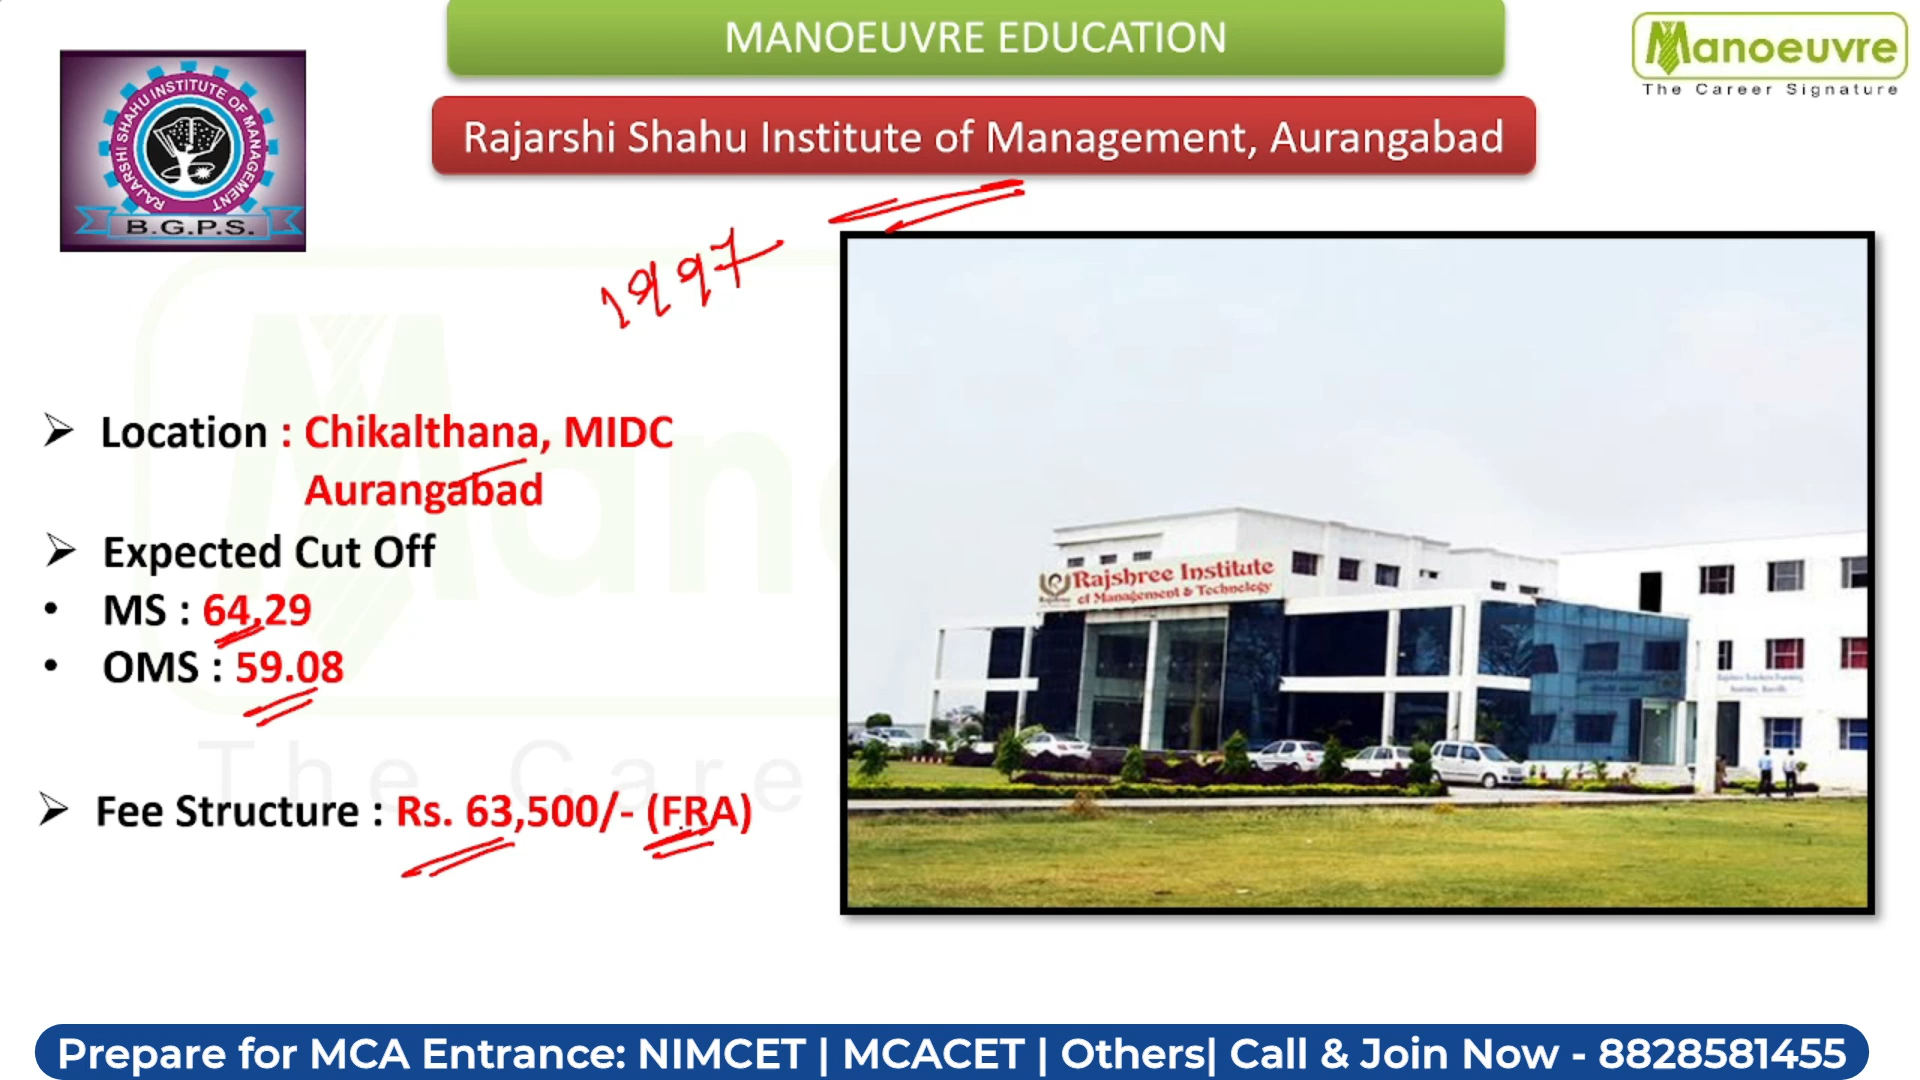 MANOEUVRE EDUCATION
Manoeuvre
The Career Signature
RAJARSHI SHAHU INSTITUTE OF MANAGEMENT
B.G.P.S.
Rajarshi Shahu Institute of Management, Aurangabad
1997
➢ Location : Chikalthana, MIDC
Aurangabad
➢ Expected Cut Off
• MS : 64,29
• OMS : 59.08
➢ Fee Structure : Rs. 63,500/- (FRA)
Rajshree Institute
of Management & Technology
The Caree
Prepare for MCA Entrance: NIMCET | MCACET | Others| Call & Join Now - 8828581455